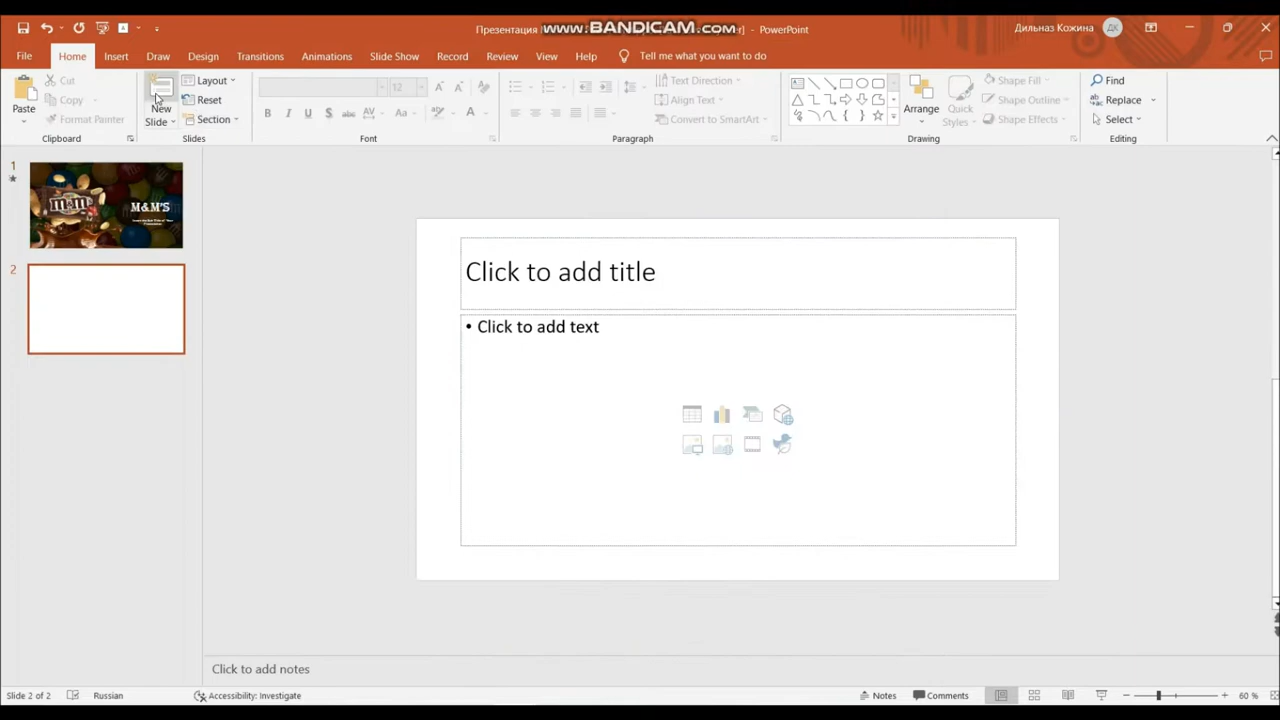 Презентация
www.BANDICAM.com
] - PowerPoint
Дильназ Кожина
ДК
File
Home
Insert
Draw
Design
Transitions
Animations
Slide Show
Record
Review
View
Help
Tell me what you want to do
Paste
Cut
Copy
Format Painter
Clipboard
New
Slide
Layout
Reset
Section
Slides
12
Font
Paragraph
Text Direction
Align Text
Convert to SmartArt
Arrange
Quick
Styles
Shape Fill
Shape Outline
Shape Effects
Drawing
Find
Replace
Select
Editing
1
m&m's
M&M'S
2
Click to add title
• Click to add text
Click to add notes
Slide 2 of 2
Russian
Accessibility: Investigate
Notes
Comments
60 %